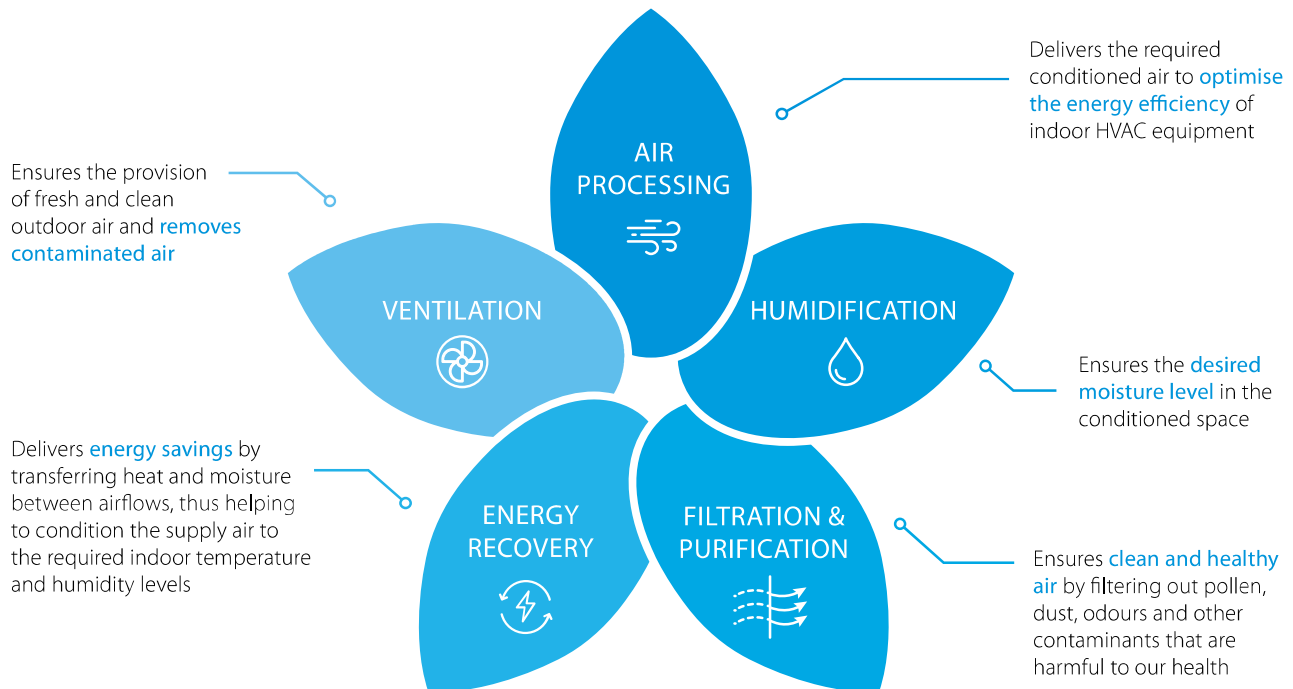 Delivers the required
conditioned air to optimise
the energy efficiency of
indoor HVAC equipment
AIR
PROCESSING
Ensures the provision
of fresh and clean
outdoor air and removes
contaminated air
VENTILATION
HUMIDIFICATION
Ensures the desired
moisture level in the
conditioned space
Delivers energy savings by
transferring heat and moisture
between airflows, thus helping
to condition the supply air to
the required indoor temperature
and humidity levels
ENERGY
RECOVERY
FILTRATION &
PURIFICATION
Ensures clean and healthy
air by filtering out pollen,
dust, odours and other
contaminants that are
harmful to our health